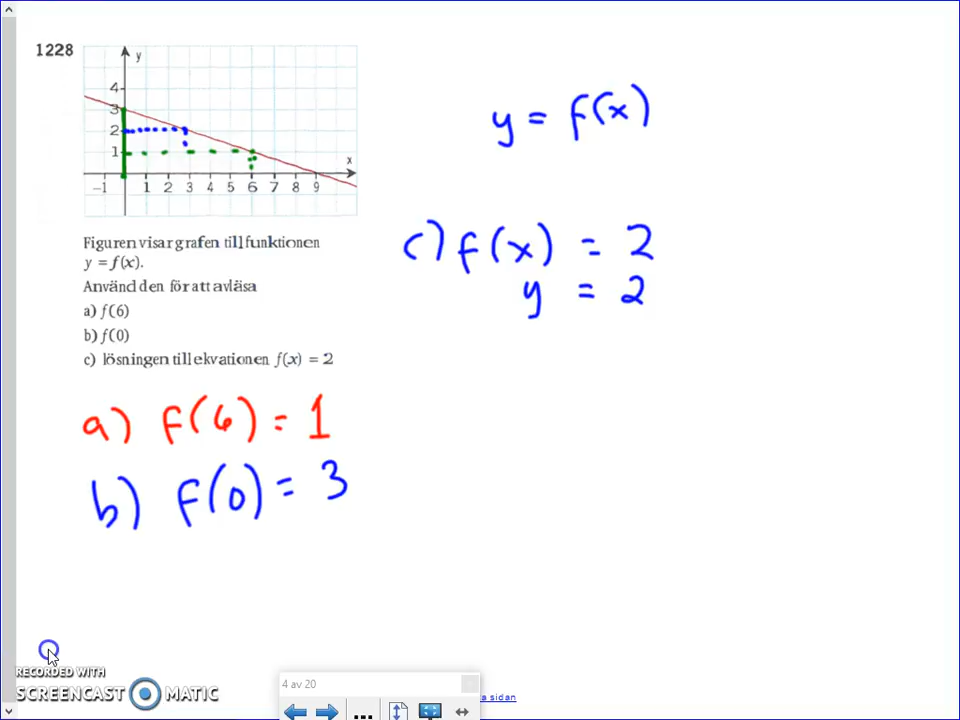 1228
y
4
3
2
1
x
-1 1 2 3 4 5 6 7 8 9
Figuren visar grafen till funktionen
y = f(x).
Använd den för att avläsa
a) f(6)
b) f(0)
c) lösningen till ekvationen f(x) = 2
a) f(6) = 1
b) f(0) = 3
y = f(x)
c) f(x) = 2
y = 2
RECORDED WITH
SCREENCAST MATIC
4 av 20
a sidan